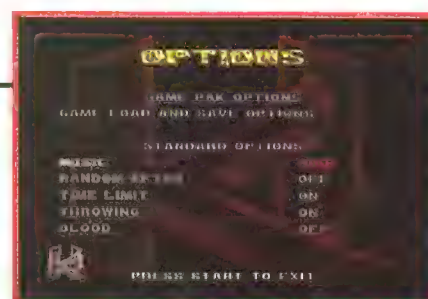 OPTIONS
GAME PAK OPTIONS
GAME LOAD AND SAVE OPTIONS
STANDARD OPTIONS
MUSIC
RANDOM OFF
TIME LIMIT ON
THROWING ON
BLOOD OFF
PRESS START TO EXIT